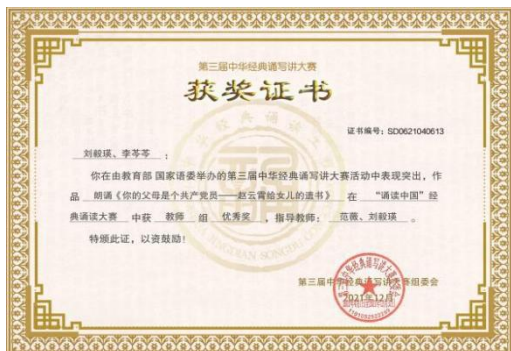 第三届中华经典诵写讲大赛
获奖证书
证书编号：SD0621040613
刘毅瑛、李芩芩 ：
你在由教育部 国家语委举办的第三届中华经典诵写讲大赛活动中表现突出，作
品 朗诵《你的父母是个共产党员——赵云霄给女儿的遗书》 在 “诵读中国”经
典诵读大赛 中获 教师 组 优秀奖 ，指导教师： 范薇、刘毅瑛 。
特颁此证，以资鼓励！
第三届中华经典诵写讲大赛组委会
2021年12月